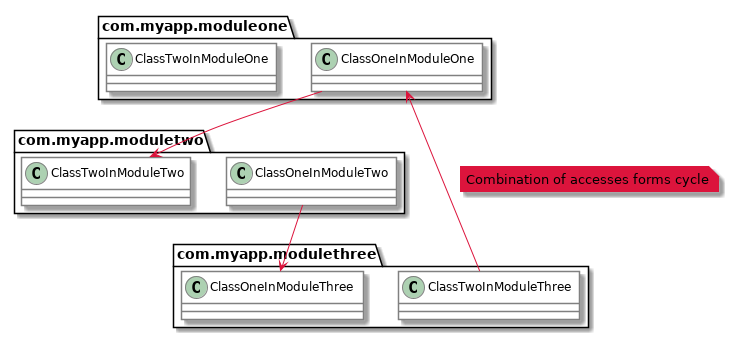 com.myapp.moduleone
C ClassTwoInModuleOne
C ClassOneInModuleOne
com.myapp.moduletwo
C ClassTwoInModuleTwo
C ClassOneInModuleTwo
Combination of accesses forms cycle
com.myapp.modulethree
C ClassOneInModuleThree
C ClassTwoInModuleThree